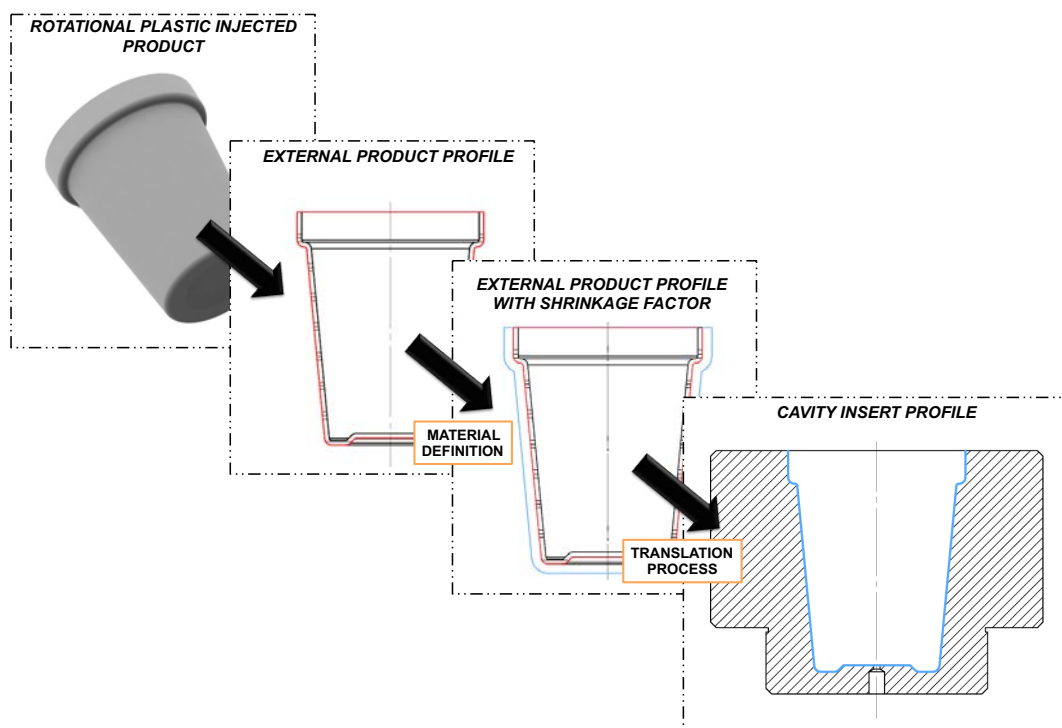 ROTATIONAL PLASTIC INJECTED
PRODUCT
EXTERNAL PRODUCT PROFILE
MATERIAL
DEFINITION
EXTERNAL PRODUCT PROFILE
WITH SHRINKAGE FACTOR
TRANSLATION
PROCESS
CAVITY INSERT PROFILE